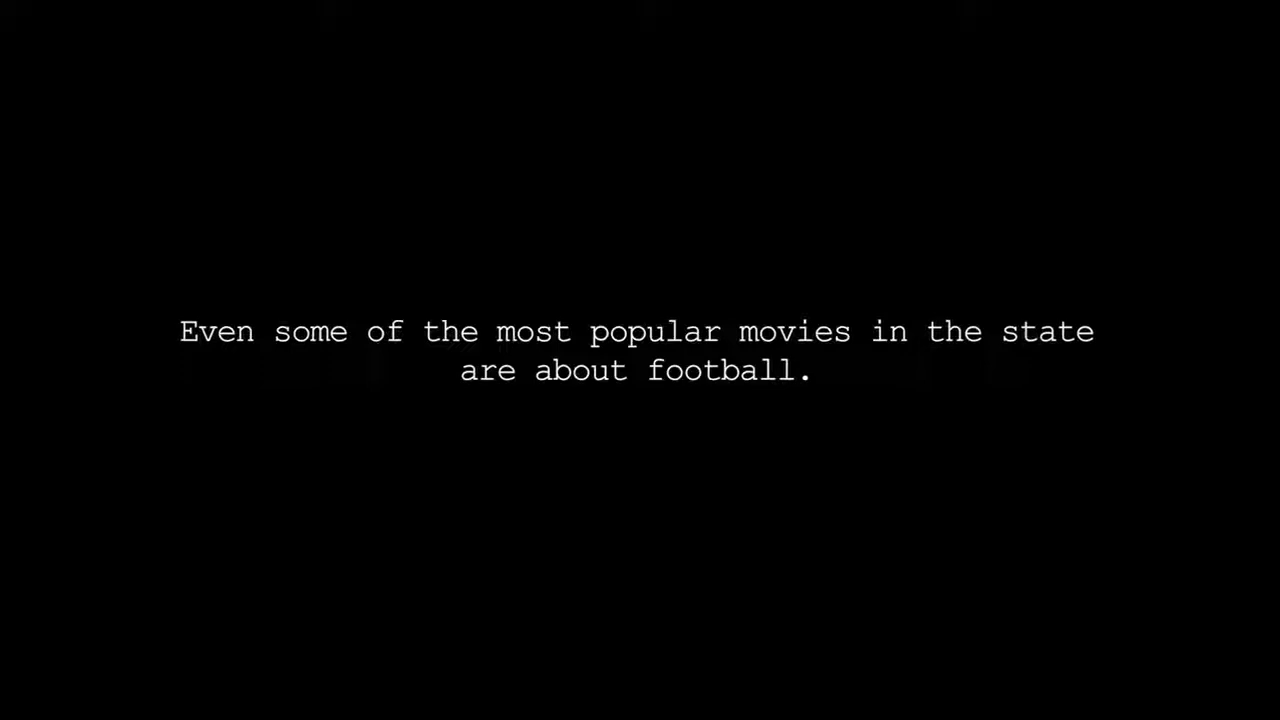 Even some of the most popular movies in the state
are about football.